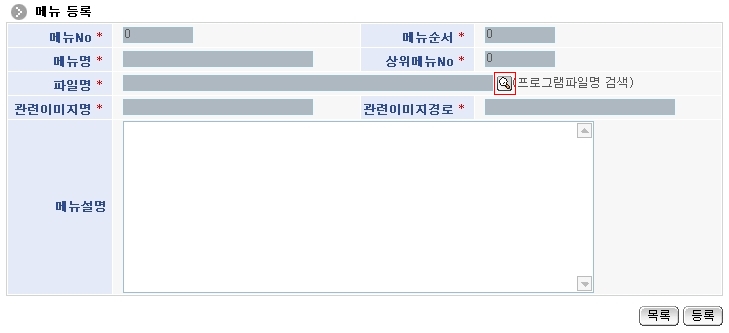 메뉴 등록
메뉴No * 0 메뉴순서 * 0
메뉴명 * 상위메뉴No * 0
파일명 * (프로그램파일명 검색)
관련이미지명 * 관련이미지경로 *
메뉴설명
목록 등록